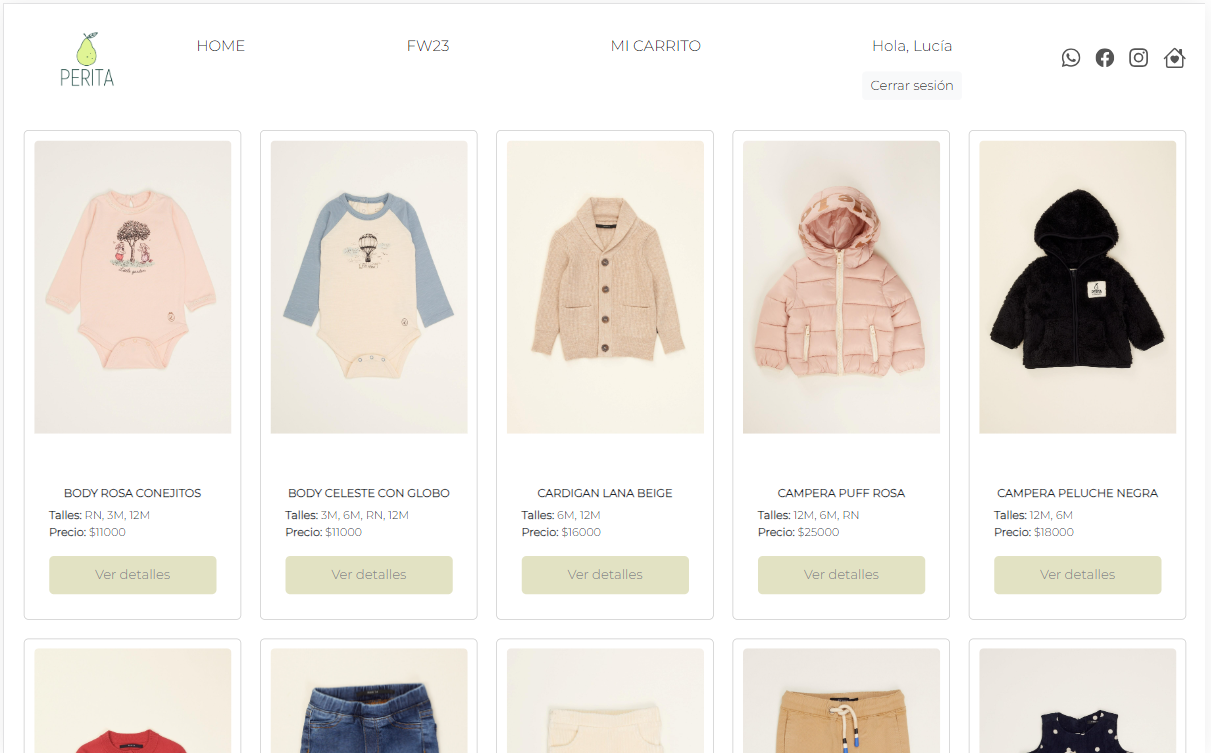 PERITA
HOME
FW23
MI CARRITO
Hola, Lucía
Cerrar sesión
BODY ROSA CONEJITOS
Talles: RN, 3M, 12M
Precio: $11000
Ver detalles
BODY CELESTE CON GLOBO
Talles: 3M, 6M, RN, 12M
Precio: $11000
Ver detalles
CARDIGAN LANA BEIGE
Talles: 6M, 12M
Precio: $16000
Ver detalles
CAMPERA PUFF ROSA
Talles: 12M, 6M, RN
Precio: $25000
Ver detalles
CAMPERA PELUCHE NEGRA
Talles: 12M, 6M
Precio: $18000
Ver detalles